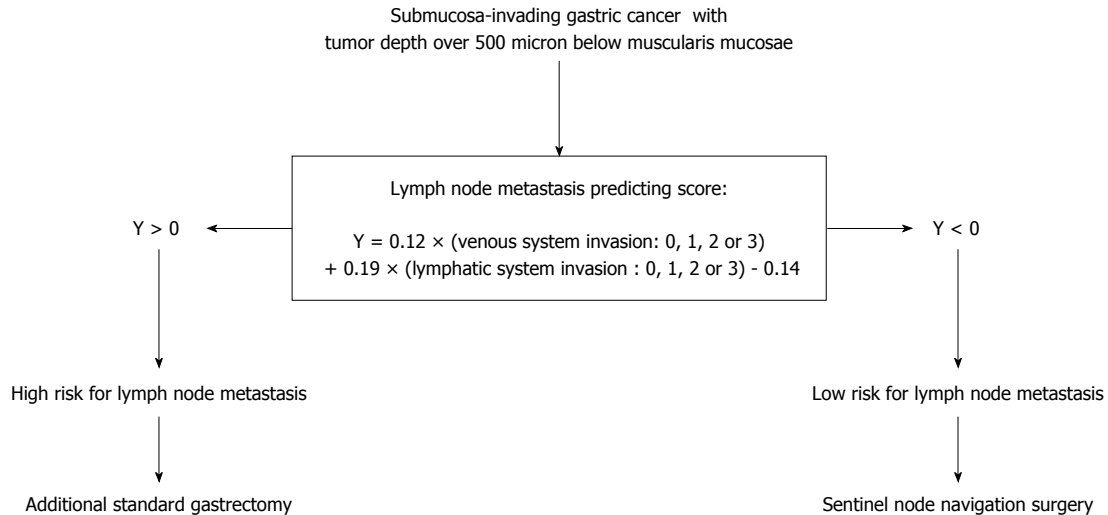 Submucosa-invading gastric cancer with
tumor depth over 500 micron below muscularis mucosae
Lymph node metastasis predicting score:
Y > 0
Y = 0.12 × (venous system invasion: 0, 1, 2 or 3)
+ 0.19 × (lymphatic system invasion : 0, 1, 2 or 3) - 0.14
Y < 0
High risk for lymph node metastasis
Low risk for lymph node metastasis
Additional standard gastrectomy
Sentinel node navigation surgery